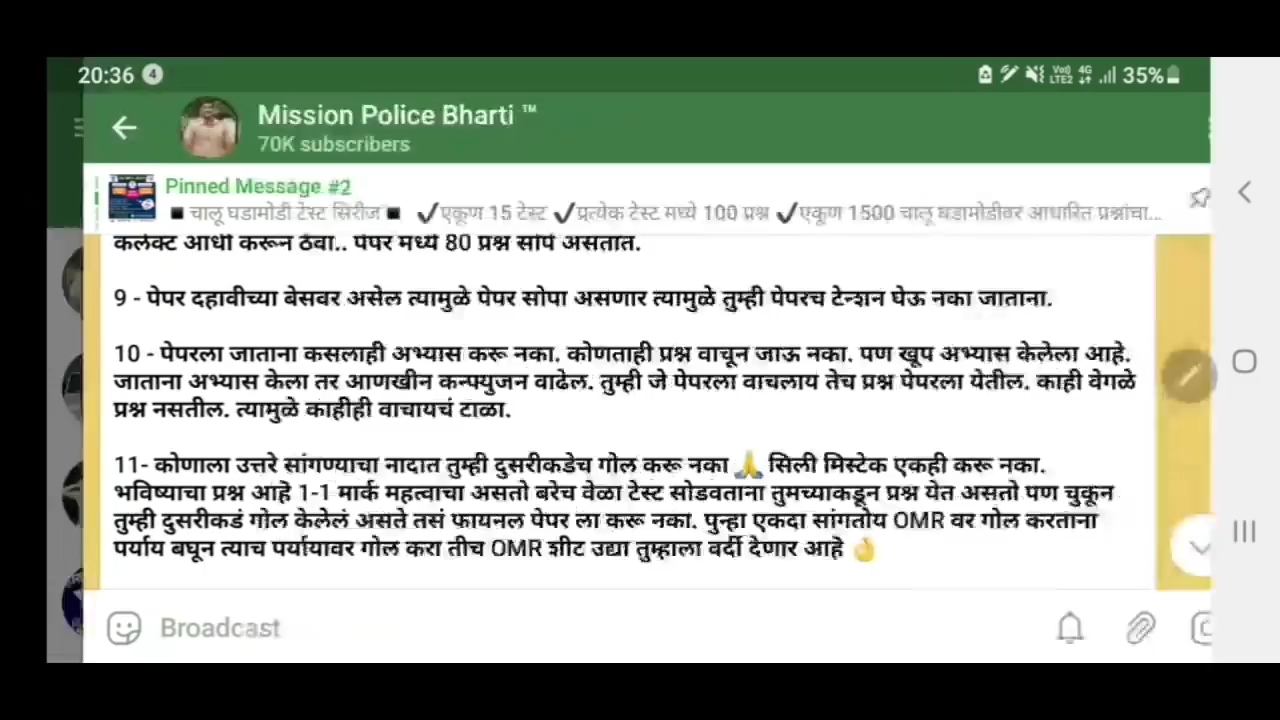 20:36 4
Vo) LTE2 4G 35%
Mission Police Bharti ™
70K subscribers
Pinned Message #2
◾ चालू घडामोडी टेस्ट सिरीज◾ ✔एकूण 15 टेस्ट ✔प्रत्येक टेस्ट मध्ये 100 प्रश्न ✔एकूण 1500 चालू घडामोडीवर आधारित प्रश्नांचा...
कलेक्ट आधी करून ठेवा.. पेपर मध्ये 80 प्रश्न सोपे असतात.
9 - पेपर दहावीच्या बेसवर असेल त्यामुळे पेपर सोपा असणार त्यामुळे तुम्ही पेपरच टेन्शन घेऊ नका जाताना.
10 - पेपरला जाताना कसलाही अभ्यास करू नका. कोणताही प्रश्न वाचून जाऊ नका. पण खूप अभ्यास केलेला आहे.
जाताना अभ्यास केला तर आणखीन कन्फ्युजन वाढेल. तुम्ही जे पेपरला वाचलाय तेच प्रश्न पेपरला येतील. काही वेगळे
प्रश्न नसतील. त्यामुळे काहीही वाचायचं टाळा.
11- कोणाला उत्तरे सांगण्याचा नादात तुम्ही दुसरीकडेच गोल करू नका 🙏 सिली मिस्टेक एकही करू नका.
भविष्याचा प्रश्न आहे 1-1 मार्क महत्वाचा असतो बरेच वेळा टेस्ट सोडवताना तुमच्याकडून प्रश्न येत असतो पण चुकून
तुम्ही दुसरीकडं गोल केलेलं असते तसं फायनल पेपर ला करू नका. पुन्हा एकदा सांगतोय OMR वर गोल करताना
पर्याय बघून त्याच पर्यायावर गोल करा तीच OMR शीट उद्या तुम्हाला वर्दी देणार आहे 👌
Broadcast